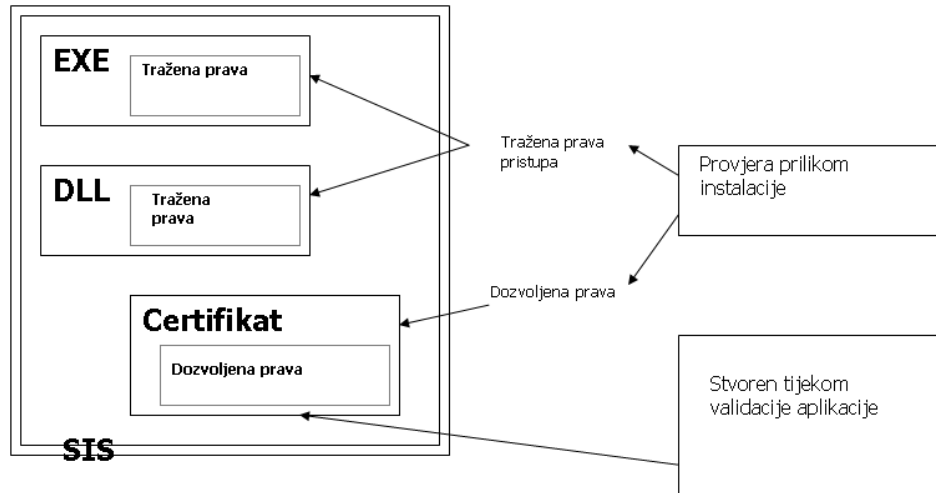 EXE
Tražena prava
DLL
Tražena
prava
Certifikat
Dozvoljena prava
SIS
Tražena prava
pristupa
Dozvoljena prava
Provjera prilikom
instalacije
Stvoren tijekom
validacije aplikacije